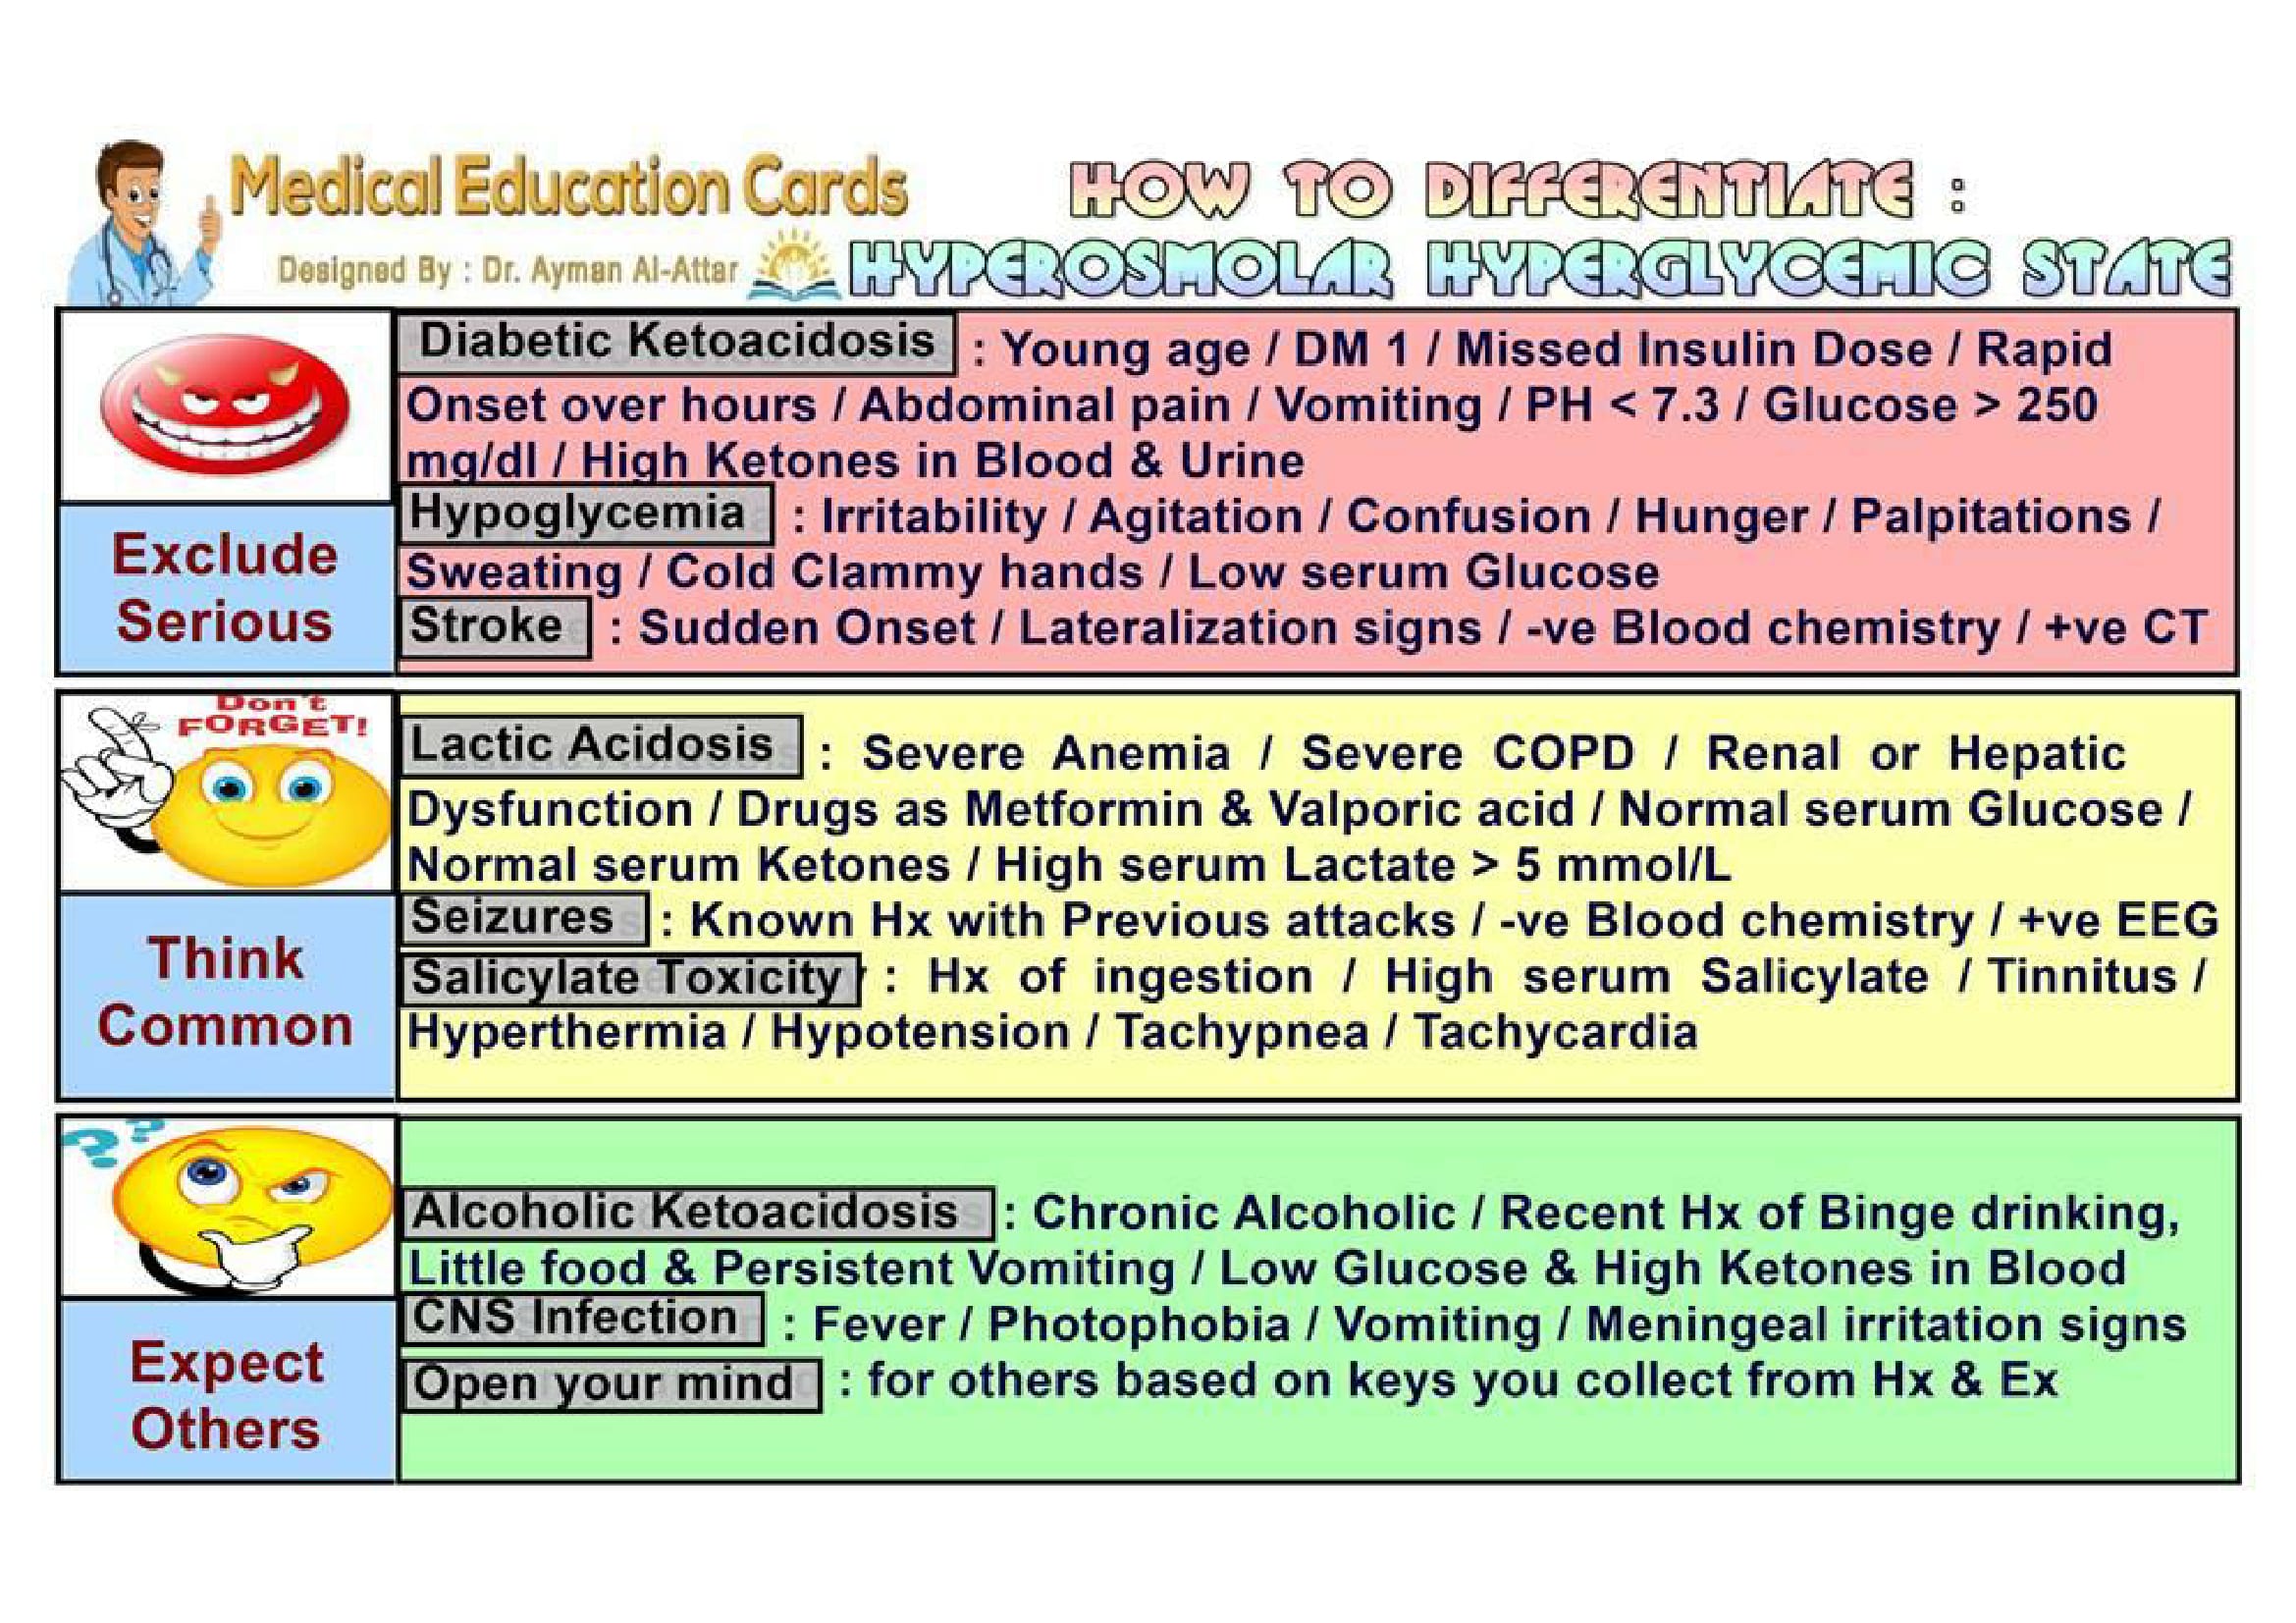 Medical Education Cards
Designed By : Dr. Ayman Al-Attar
HOW TO DIFFERENTIATE :
HYPEROSMOLAR HYPERGLYCEMIC STATE
Exclude
Serious
Diabetic Ketoacidosis : Young age / DM 1 / Missed Insulin Dose / Rapid
Onset over hours / Abdominal pain / Vomiting / PH < 7.3 / Glucose > 250
mg/dl / High Ketones in Blood & Urine
Hypoglycemia : Irritability / Agitation / Confusion / Hunger / Palpitations /
Sweating / Cold Clammy hands / Low serum Glucose
Stroke : Sudden Onset / Lateralization signs / -ve Blood chemistry / +ve CT
Don't
FORGET!
Think
Common
Lactic Acidosis : Severe Anemia / Severe COPD / Renal or Hepatic
Dysfunction / Drugs as Metformin & Valporic acid / Normal serum Glucose /
Normal serum Ketones / High serum Lactate > 5 mmol/L
Seizures : Known Hx with Previous attacks / -ve Blood chemistry / +ve EEG
Salicylate Toxicity : Hx of ingestion / High serum Salicylate / Tinnitus /
Hyperthermia / Hypotension / Tachypnea / Tachycardia
??
Expect
Others
Alcoholic Ketoacidosis : Chronic Alcoholic / Recent Hx of Binge drinking,
Little food & Persistent Vomiting / Low Glucose & High Ketones in Blood
CNS Infection : Fever / Photophobia / Vomiting / Meningeal irritation signs
Open your mind : for others based on keys you collect from Hx & Ex